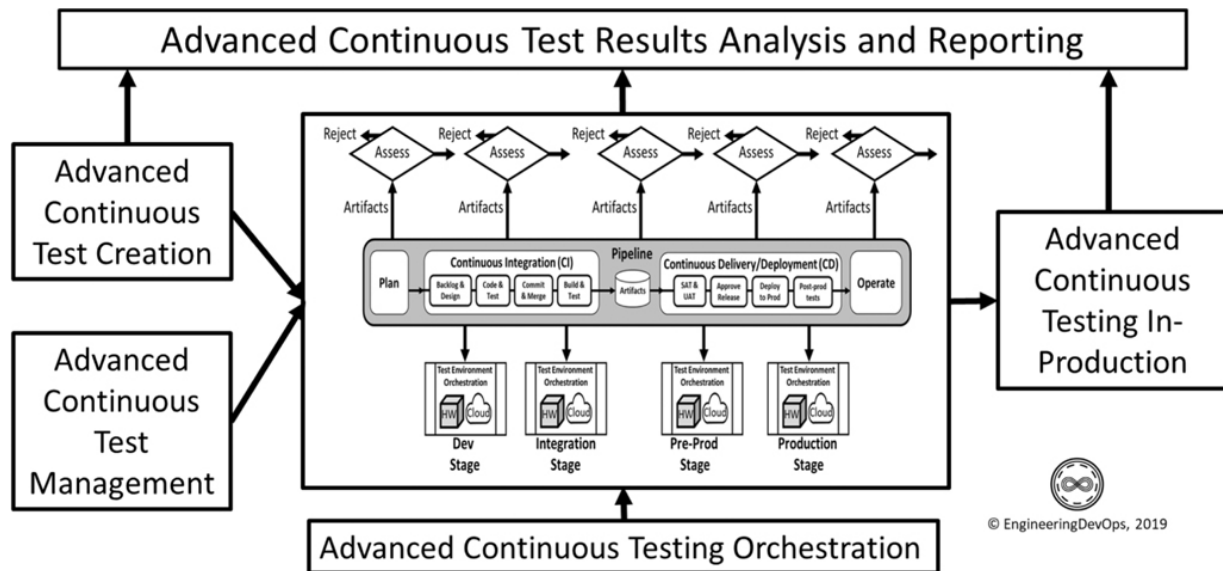 Advanced Continuous Test Results Analysis and Reporting
Advanced
Continuous
Test Creation
Advanced
Continuous
Test
Management
Reject
Assess
Artifacts
Reject
Assess
Artifacts
Reject
Assess
Artifacts
Reject
Assess
Artifacts
Reject
Assess
Artifacts
Pipeline
Plan
Continuous Integration (CI)
Backlog &
Design
Code &
Test
Commit
& Merge
Build &
Test
Artifacts
Continuous Delivery/Deployment (CD)
SAT &
UAT
Approve
Release
Deploy
to Prod
Post-prod
tests
Operate
Test Environment
Orchestration
HW
Cloud
Dev
Stage
Test Environment
Orchestration
HW
Cloud
Integration
Stage
Test Environment
Orchestration
HW
Cloud
Pre-Prod
Stage
Test Environment
Orchestration
HW
Cloud
Production
Stage
Advanced
Continuous
Testing In-
Production
Advanced Continuous Testing Orchestration
© EngineeringDevOps, 2019